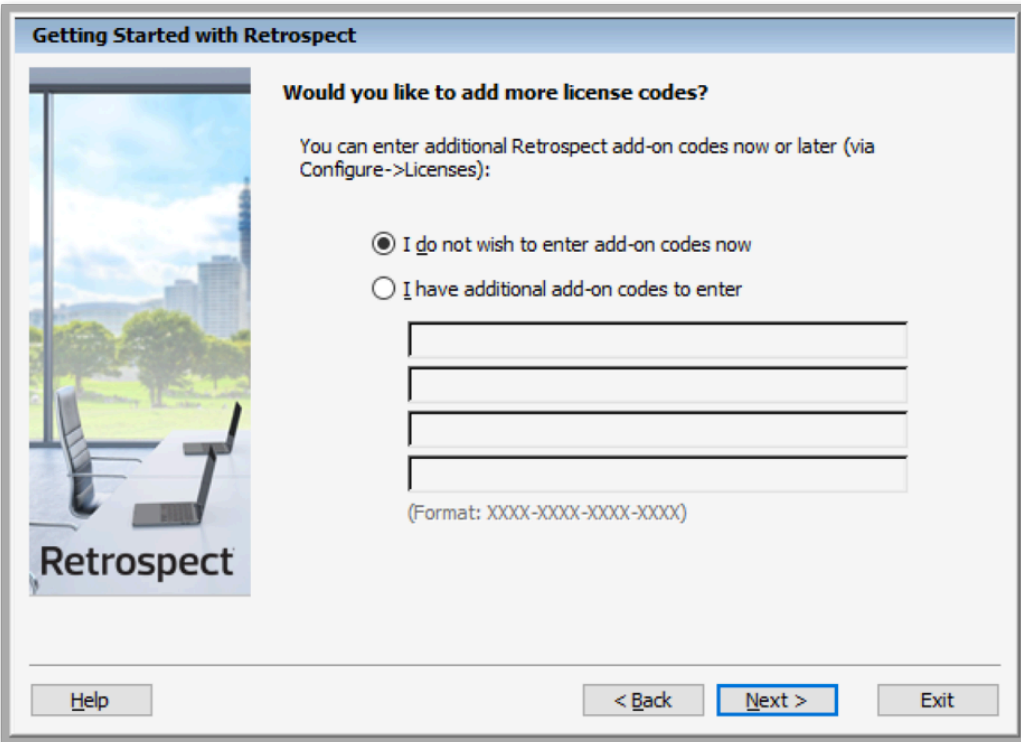 Getting Started with Retrospect
Would you like to add more license codes?
You can enter additional Retrospect add-on codes now or later (via
Configure->Licenses):
I do not wish to enter add-on codes now
I have additional add-on codes to enter
(Format: XXXX-XXXX-XXXX-XXXX)
Retrospect
Help
< Back
Next >
Exit